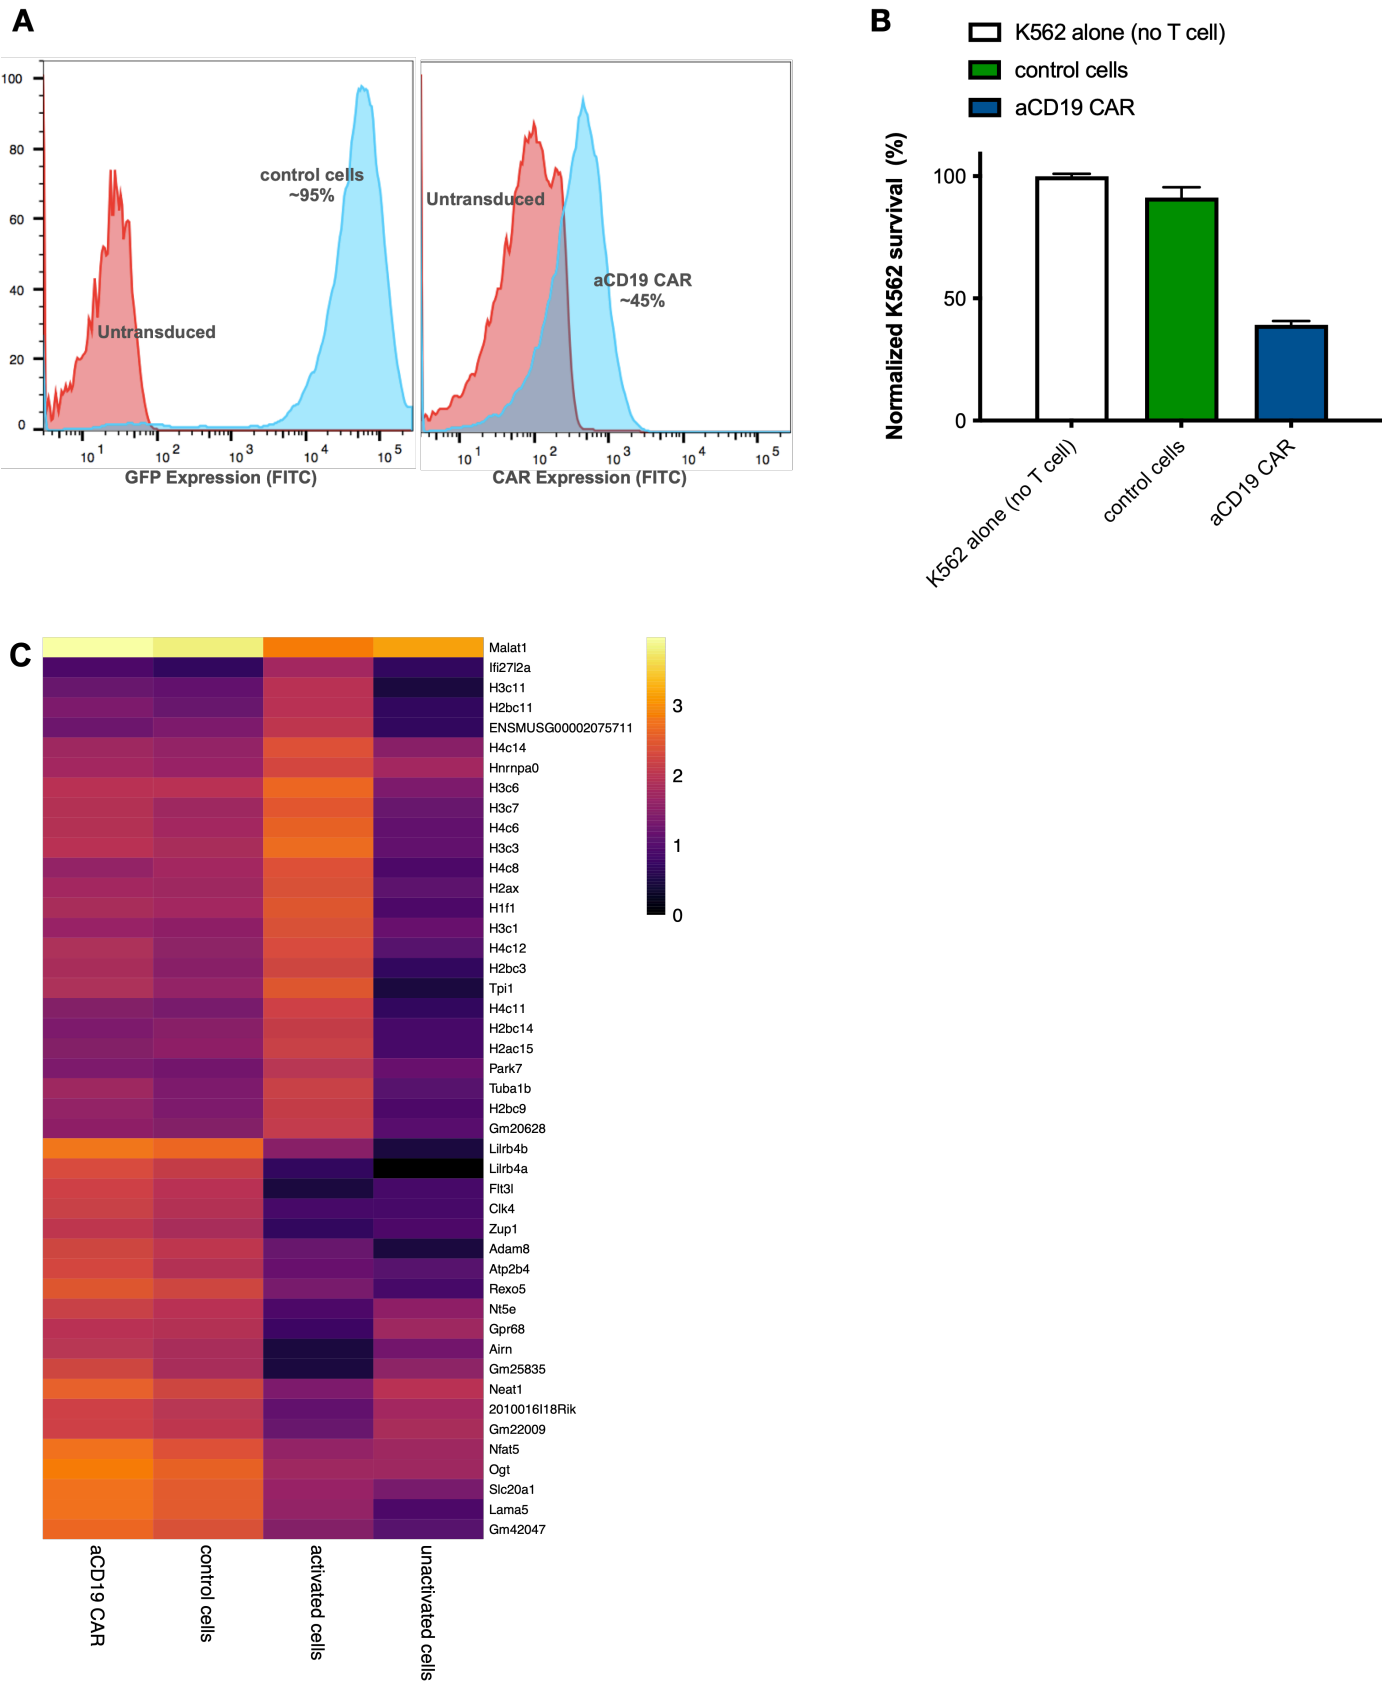 A
100
80
60
40
20
0
control cells
~95%
Untransduced
10^1 10^2 10^3 10^4 10^5
GFP Expression (FITC)
Untransduced
aCD19 CAR
~45%
10^1 10^2 10^3 10^4 10^5
CAR Expression (FITC)
B
K562 alone (no T cell)
control cells
aCD19 CAR
Normalized K562 survival (%)
100
50
0
K562 alone (no T cell)
control cells
aCD19 CAR
C
Malat1
Ifi27l2a
H3c11
H2bc11
ENSMUSG00002075711
H4c14
Hnrnpa0
H3c6
H3c7
H4c6
H3c3
H4c8
H2ax
H1f1
H3c1
H4c12
H2bc3
Tpi1
H4c11
H2bc14
H2ac15
Park7
Tuba1b
H2bc9
Gm20628
Lilrb4b
Lilrb4a
Flt3l
Clk4
Zup1
Adam8
Atp2b4
Rexo5
Nt5e
Gpr68
Airn
Gm25835
Neat1
2010016I18Rik
Gm22009
Nfat5
Ogt
Slc20a1
Lama5
Gm42047
3
2
1
0
aCD19 CAR
control cells
activated cells
unactivated cells